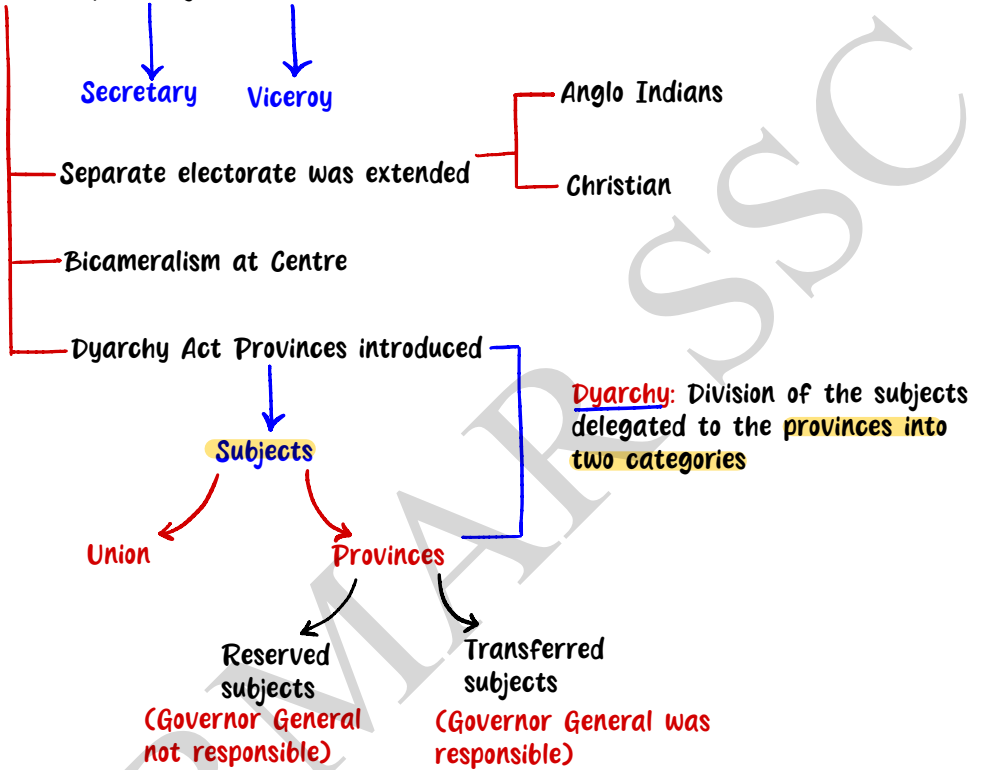 Secretary
Viceroy
Anglo Indians
Separate electorate was extended
Christian
Bicameralism at Centre
Dyarchy Act Provinces introduced
Dyarchy: Division of the subjects
delegated to the provinces into
two categories
Subjects
Union
Provinces
Reserved
subjects
(Governor General
not responsible)
Transferred
subjects
(Governor General was
responsible)
RMAR SSC